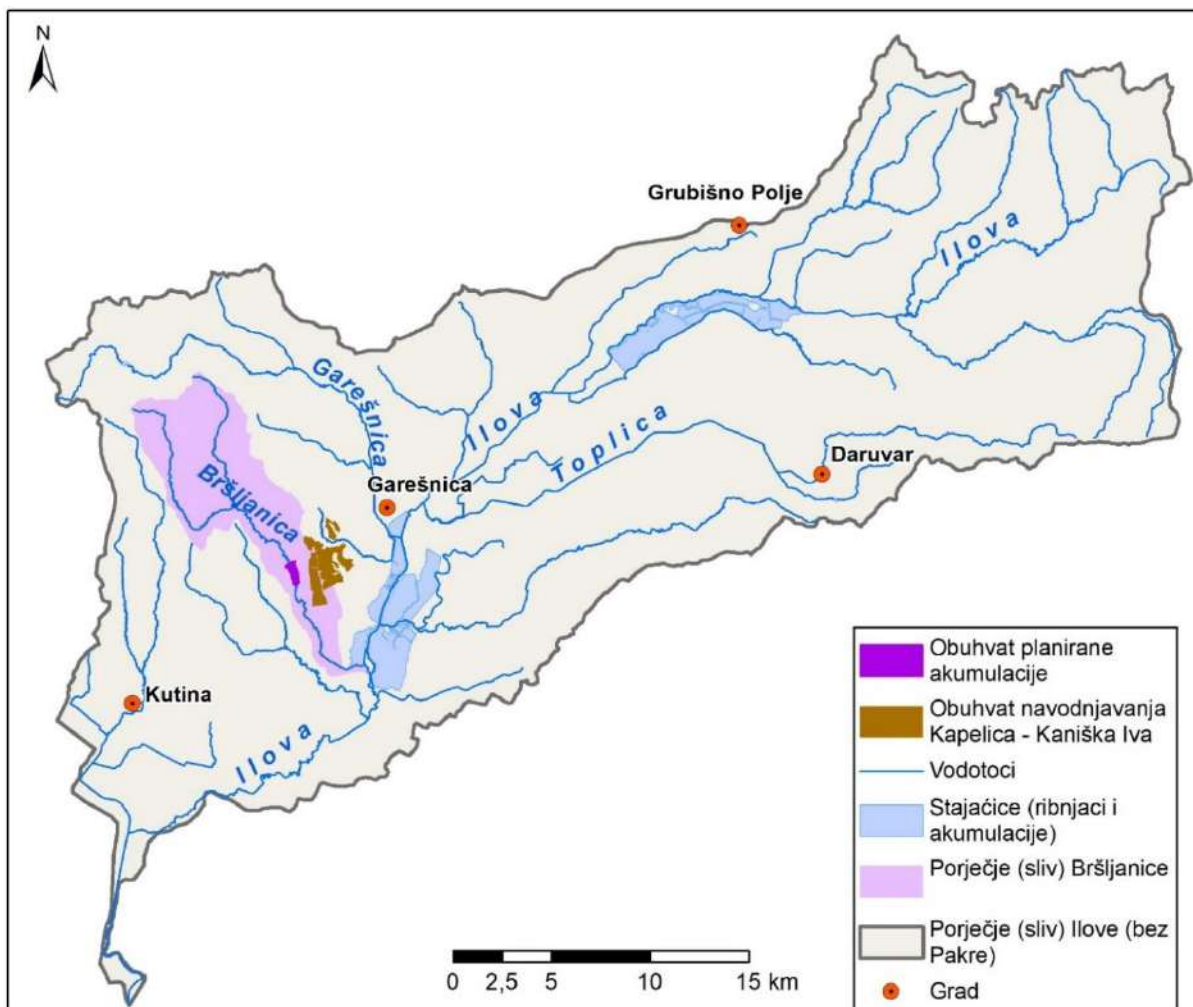 N
Grubišno Polje
Ilova
Garešnica
Ilova
Toplica
Daruvar
Garešnica
Bršljanica
Kutina
Ilova
Obuhvat planirane
akumulacije
Obuhvat navodnjavanja
Kapelica - Kaniška Iva
Vodotoci
Stajaćice (ribnjaci i
akumulacije)
Porječje (sliv) Bršljanice
Porječje (sliv) Ilove (bez
Pakre)
Grad
0 2,5 5 10 15 km